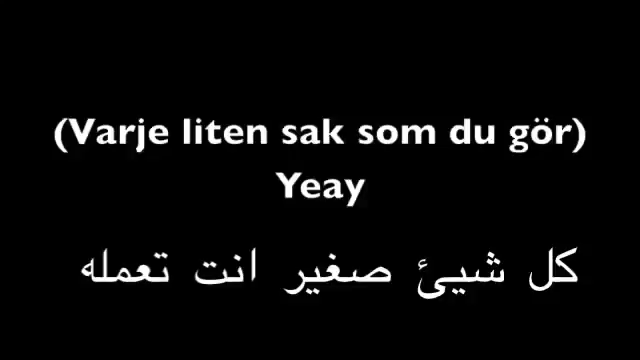 (Varje liten sak som du gör)
Yeay
كل شيئ صغير انت تعمله